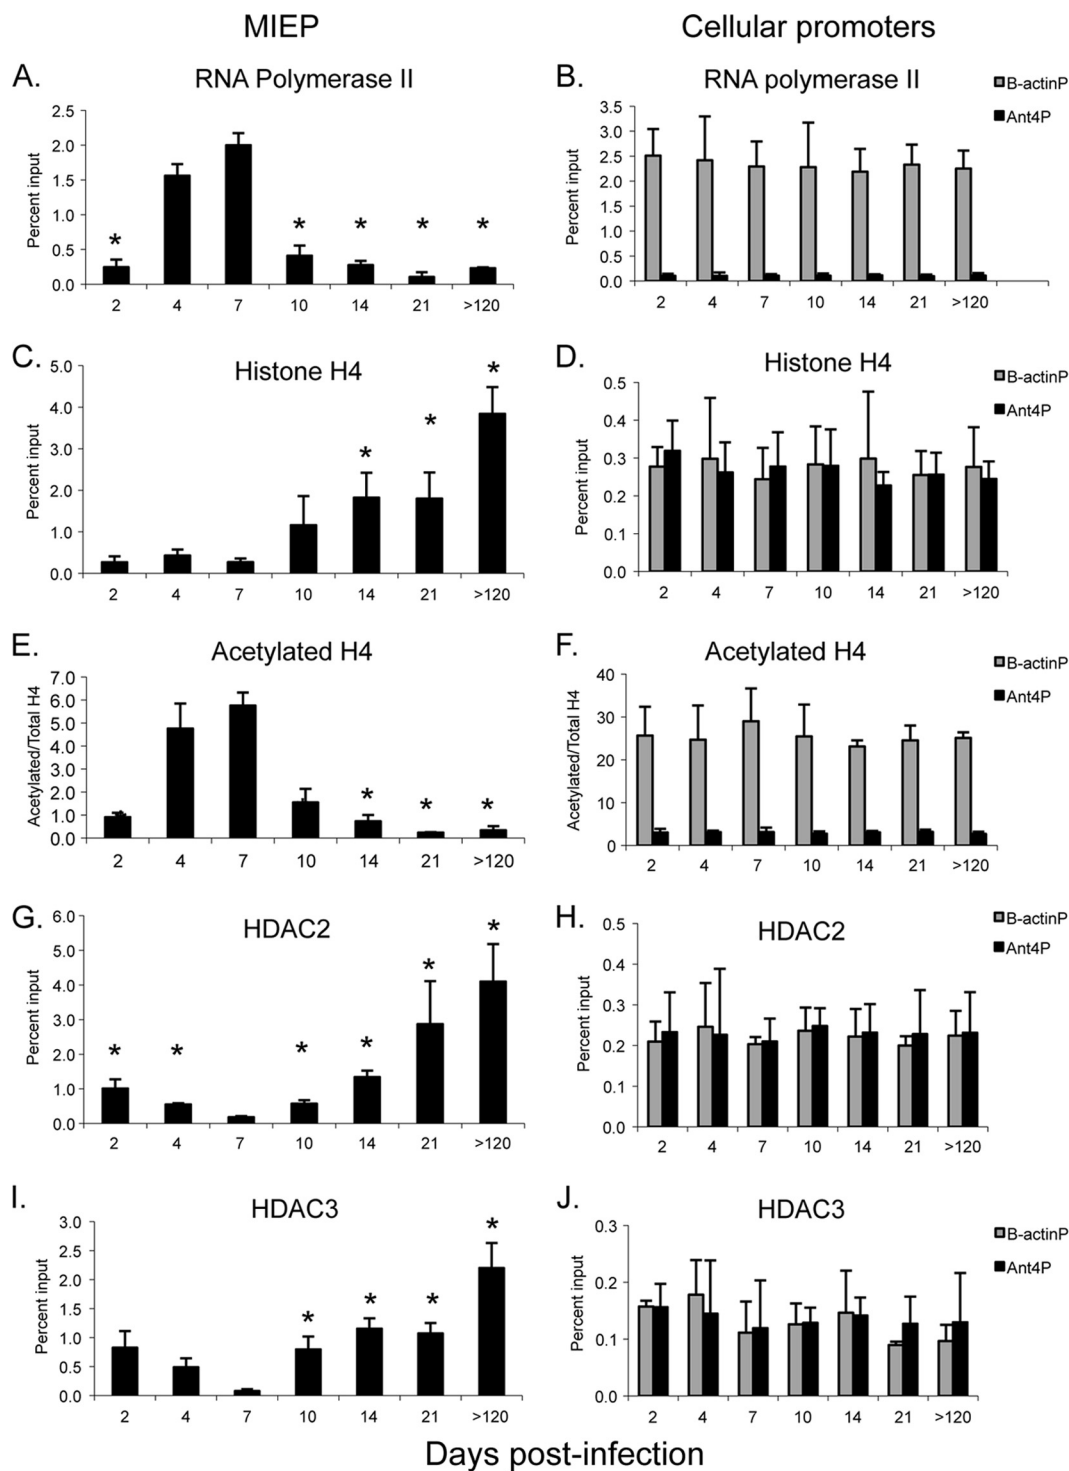 MIEP
Cellular promoters
A.
RNA Polymerase II
Percent input
2.5
2.0
1.5
1.0
0.5
0.0
* * * * *
2 4 7 10 14 21 >120
B.
RNA polymerase II
B-actinP
Ant4P
Percent input
3.5
3.0
2.5
2.0
1.5
1.0
0.5
0.0
2 4 7 10 14 21 >120
C.
Histone H4
Percent input
5.0
4.0
3.0
2.0
1.0
0.0
* * *
2 4 7 10 14 21 >120
D.
Histone H4
B-actinP
Ant4P
Percent input
0.5
0.4
0.3
0.2
0.1
0.0
2 4 7 10 14 21 >120
E.
Acetylated H4
Acetylated/Total H4
7.0
6.0
5.0
4.0
3.0
2.0
1.0
0.0
* * *
2 4 7 10 14 21 >120
F.
Acetylated H4
B-actinP
Ant4P
Acetylated/Total H4
40
30
20
10
0
2 4 7 10 14 21 >120
G.
HDAC2
Percent input
6.0
5.0
4.0
3.0
2.0
1.0
0.0
* * * * * *
2 4 7 10 14 21 >120
H.
HDAC2
B-actinP
Ant4P
Percent input
0.5
0.4
0.3
0.2
0.1
0.0
2 4 7 10 14 21 >120
I.
HDAC3
Percent input
3.0
2.5
2.0
1.5
1.0
0.5
0.0
* * * *
2 4 7 10 14 21 >120
J.
HDAC3
B-actinP
Ant4P
Percent input
0.3
0.2
0.1
0.0
2 4 7 10 14 21 >120
Days post-infection